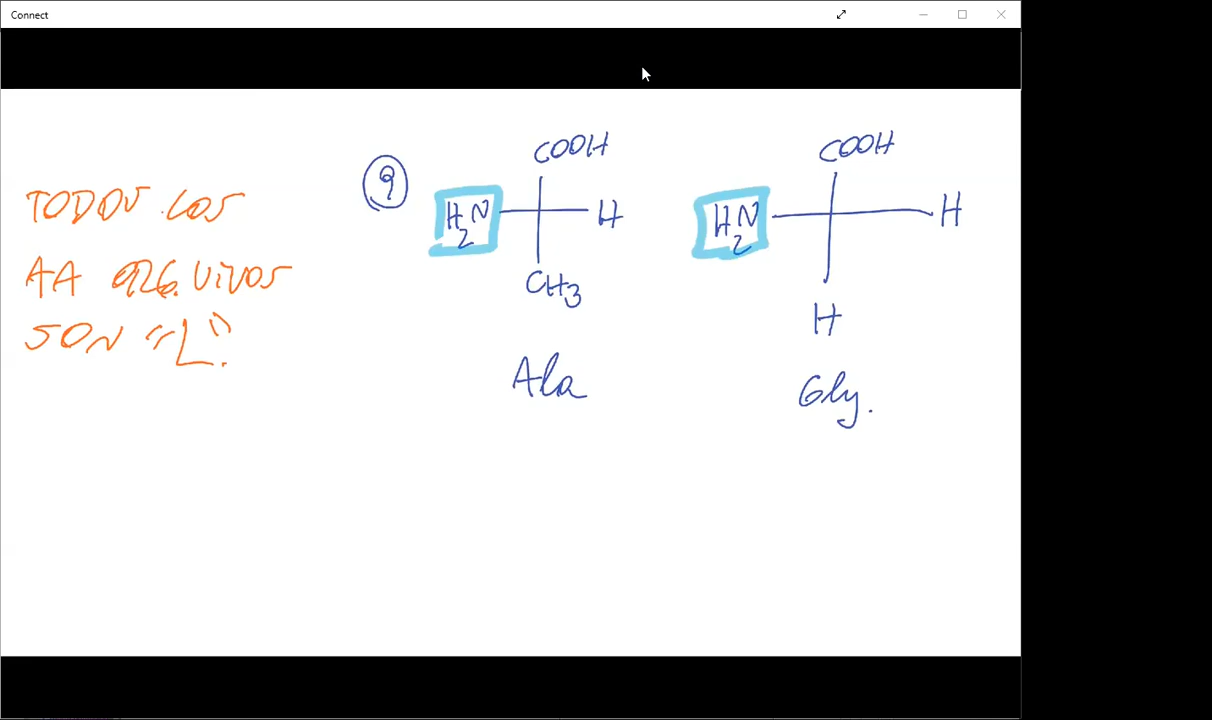 Connect
TODOS LOS
AA ORG. VIVOS
SON "L".
9
COOH
H2N H
CH3
Ala
COOH
H2N H
H
Gly.